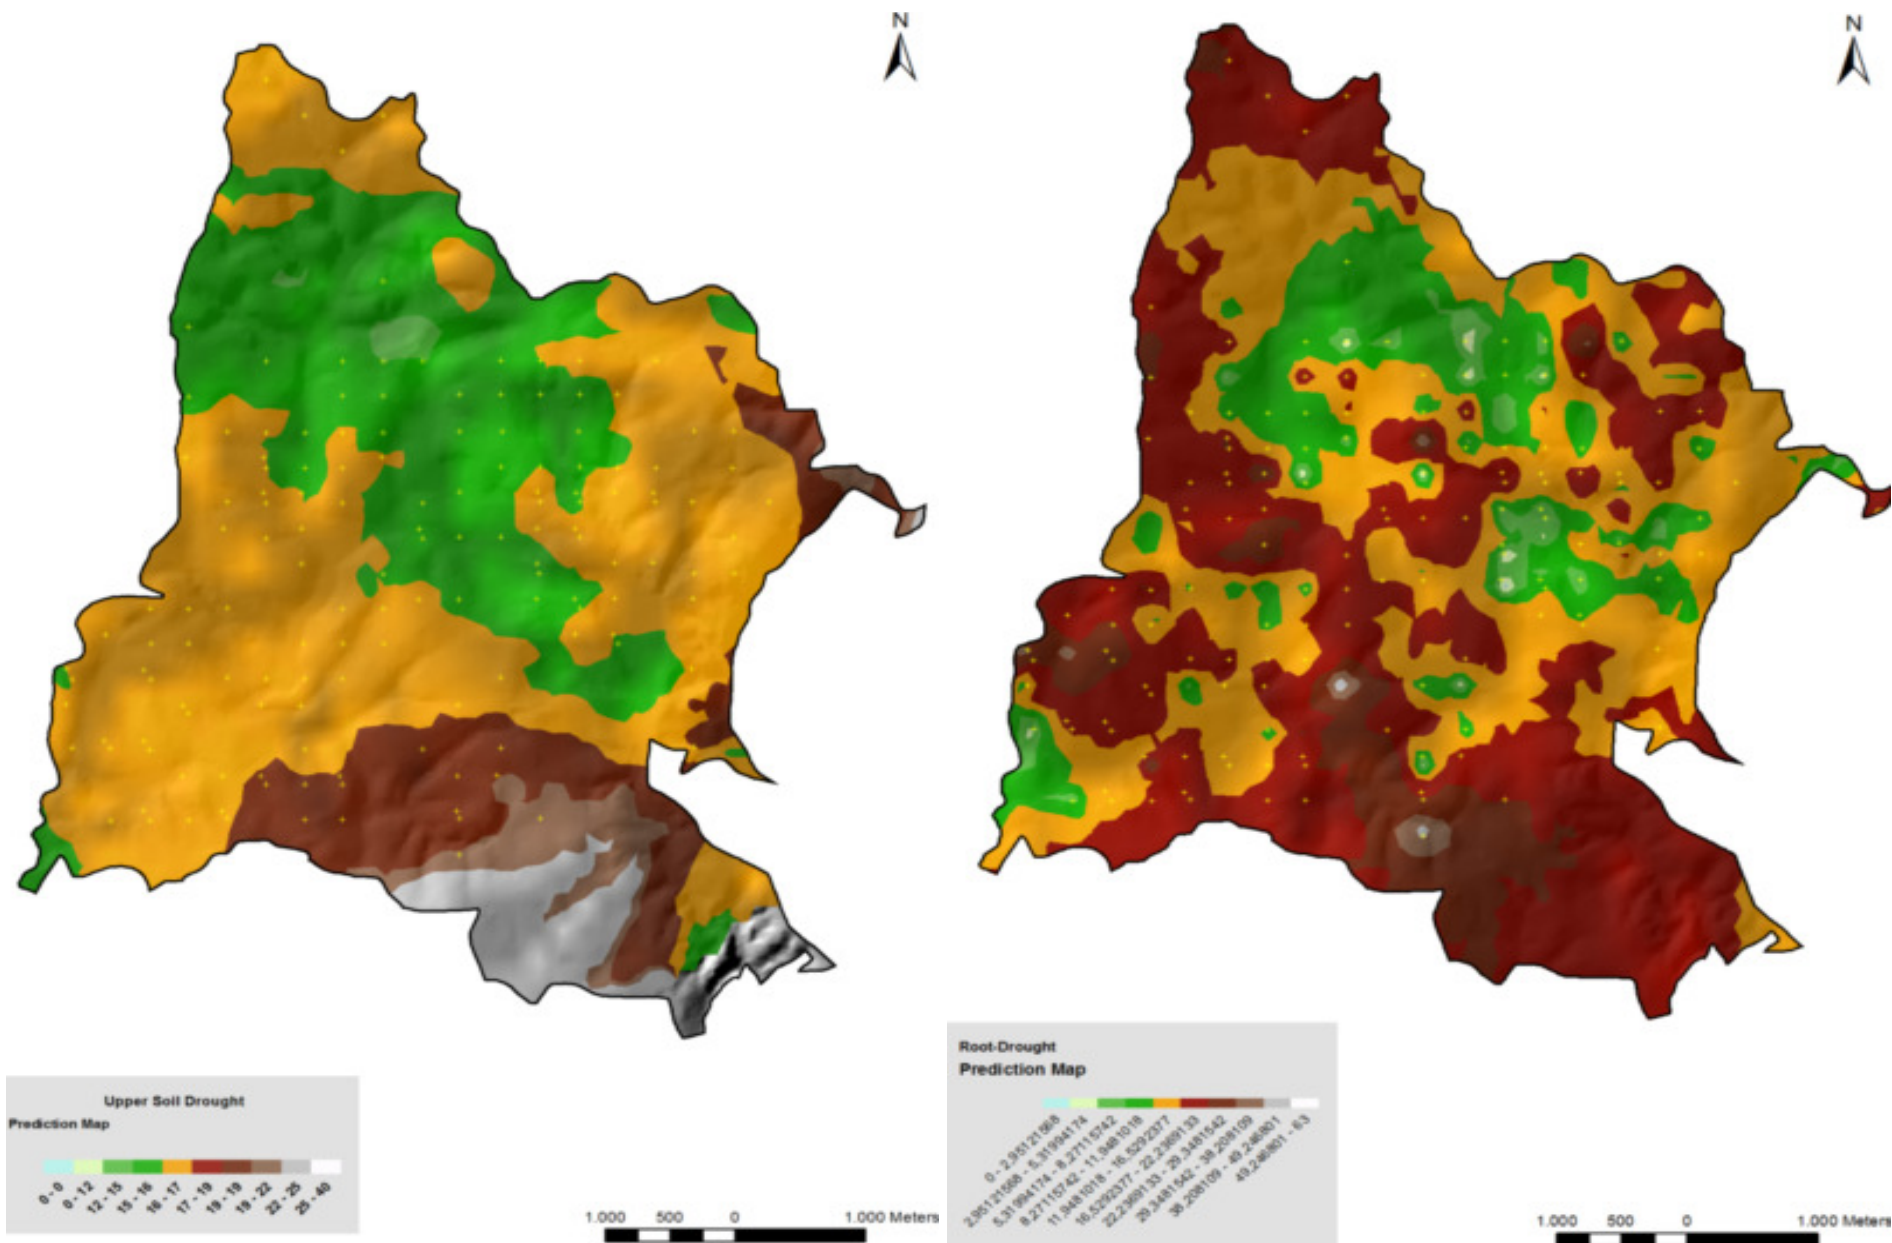 N
N
Upper Soil Drought
Prediction Map
0 - 0
0 - 12
12 - 15
15 - 16
16 - 17
17 - 19
19 - 19
19 - 22
22 - 25
25 - 40
1.000 500 0 1.000 Meters
Root-Drought
Prediction Map
0 - 2,95121568
2,95121568 - 5,31994174
5,31994174 - 8,27115742
8,27115742 - 11,9481018
11,9481018 - 16,5292377
16,5292377 - 22,2369133
22,2369133 - 29,3481542
29,3481542 - 38,208109
38,208109 - 49,246801
49,246801 - 63
1.000 500 0 1.000 Meters